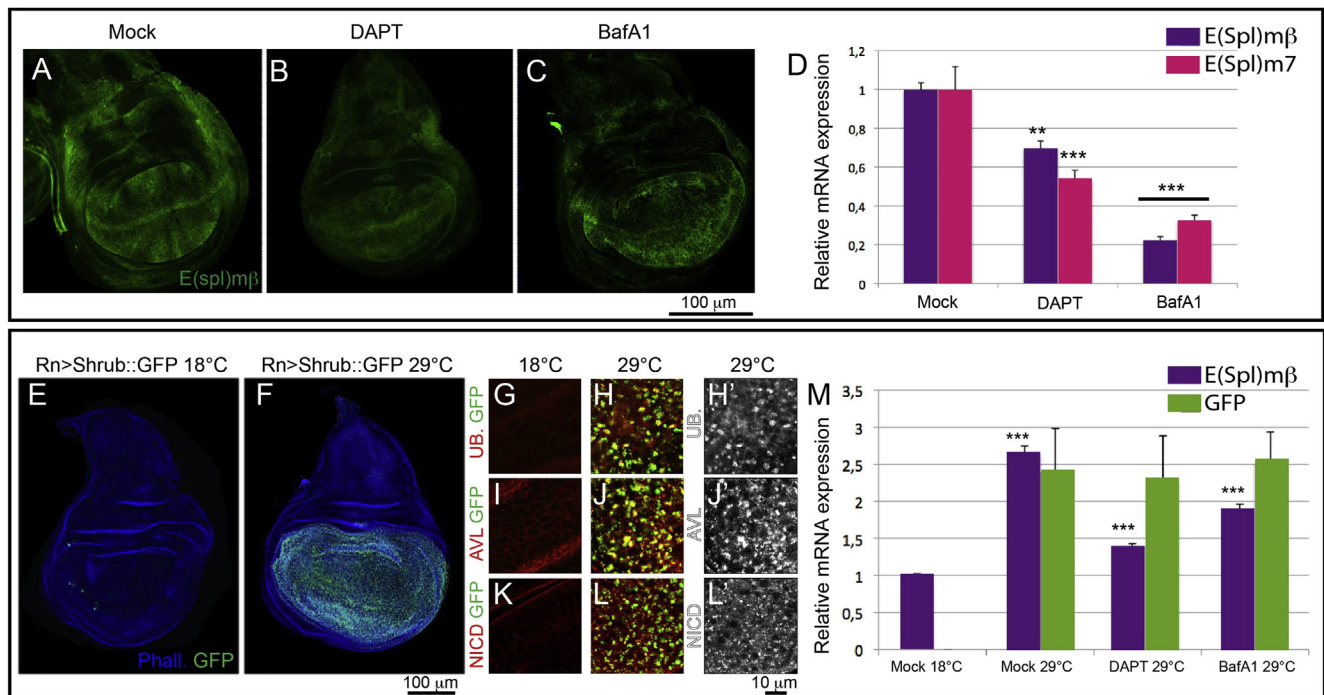 Mock
DAPT
BafA1
A
B
C
E(spl)mβ
100 μm
D
E(Spl)mβ
E(Spl)m7
Relative mRNA expression
1,2
1
0,8
0,6
0,4
0,2
0
**
***
***
Mock
DAPT
BafA1
Rn>Shrub::GFP 18°C
Rn>Shrub::GFP 29°C
18°C
29°C
29°C
E
F
Phall. GFP
100 μm
UB. GFP
G
H
UB.
H'
AVL GFP
I
J
AVL
J'
NICD GFP
K
L
NICD
L'
10 μm
M
E(Spl)mβ
GFP
Relative mRNA expression
3,5
3
2,5
2
1,5
1
0,5
0
***
***
***
Mock 18°C
Mock 29°C
DAPT 29°C
BafA1 29°C